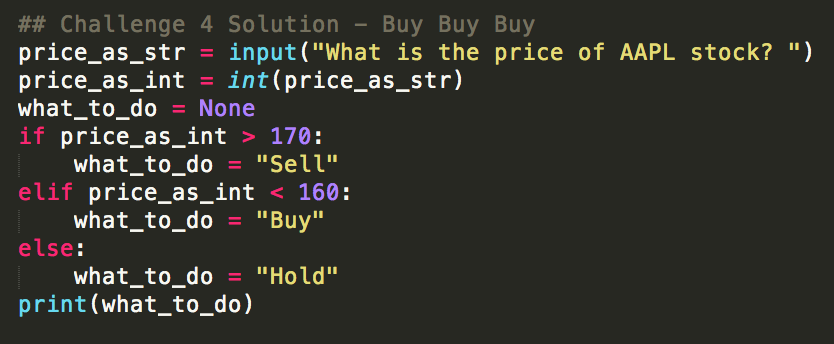 ## Challenge 4 Solution - Buy Buy Buy
price_as_str = input("What is the price of AAPL stock? ")
price_as_int = int(price_as_str)
what_to_do = None
if price_as_int > 170:
    what_to_do = "Sell"
elif price_as_int < 160:
    what_to_do = "Buy"
else:
    what_to_do = "Hold"
print(what_to_do)